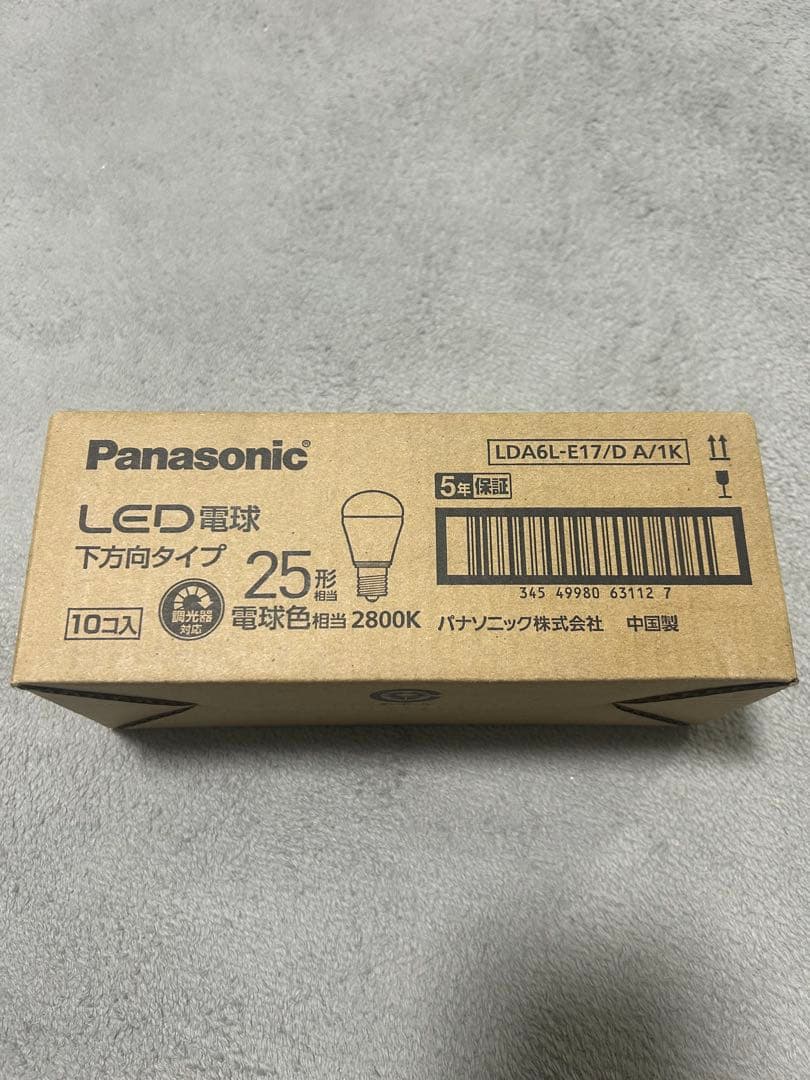 Panasonic®
LDA6L-E17/D A/1K
5年保証
LED電球
下方向タイプ
25形相当
345 49980 63112 7
10コ入
調光器対応
電球色相当 2800K
パナソニック株式会社 中国製